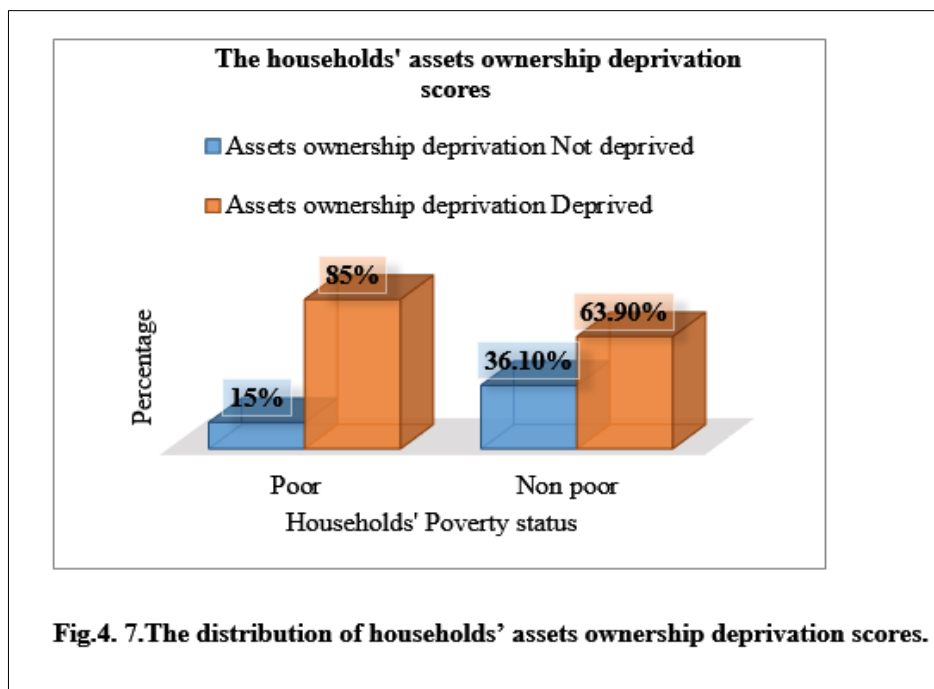 The households' assets ownership deprivation
scores
Assets ownership deprivation Not deprived
Assets ownership deprivation Deprived
85%
63.90%
36.10%
15%
Percentage
Poor
Non poor
Households' Poverty status
Fig.4. 7.The distribution of households’ assets ownership deprivation scores.